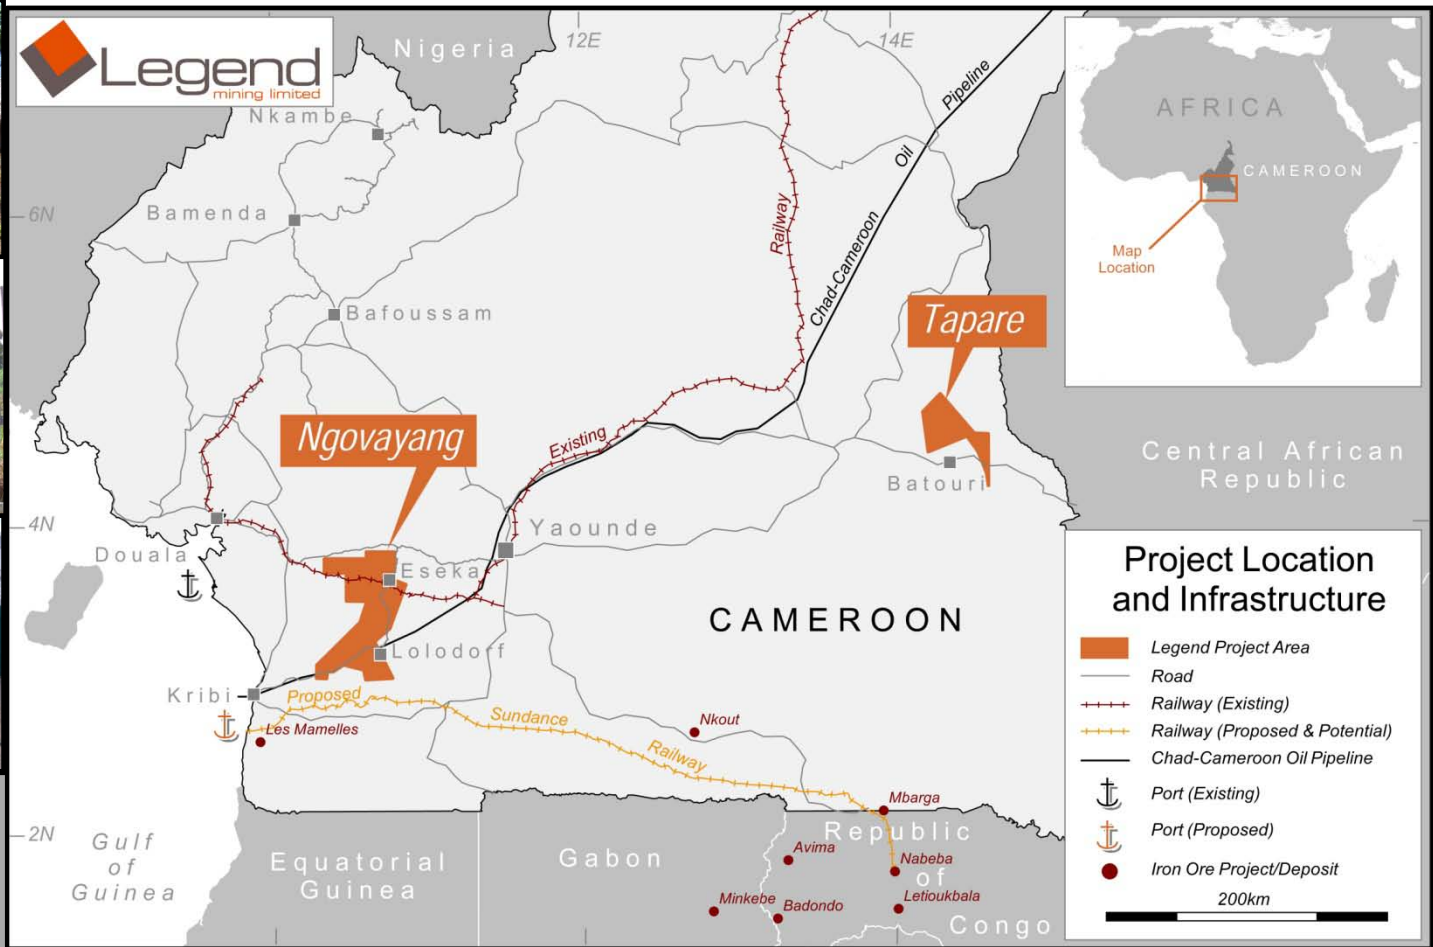 Legend
mining limited
Nigeria
12E
14E
Nkambe
Pipeline
Oil
Chad-Cameroon
Railway
Existing
6N
Bamenda
Bafoussam
Tapare
Ngovayang
Batouri
Central African
Republic
4N
Douala
Yaounde
Eseka
CAMEROON
Lolodorf
Kribi
Proposed
Sundance
Railway
Les Mamelles
Nkout
Mbarga
2N
Gulf
of
Guinea
Equatorial
Guinea
Gabon
Republic
of
Congo
Avima
Nabeba
Minkebe
Badondo
Letioukbala
AFRICA
CAMEROON
Map
Location
Project Location
and Infrastructure
Legend Project Area
Road
Railway (Existing)
Railway (Proposed & Potential)
Chad-Cameroon Oil Pipeline
Port (Existing)
Port (Proposed)
Iron Ore Project/Deposit
200km